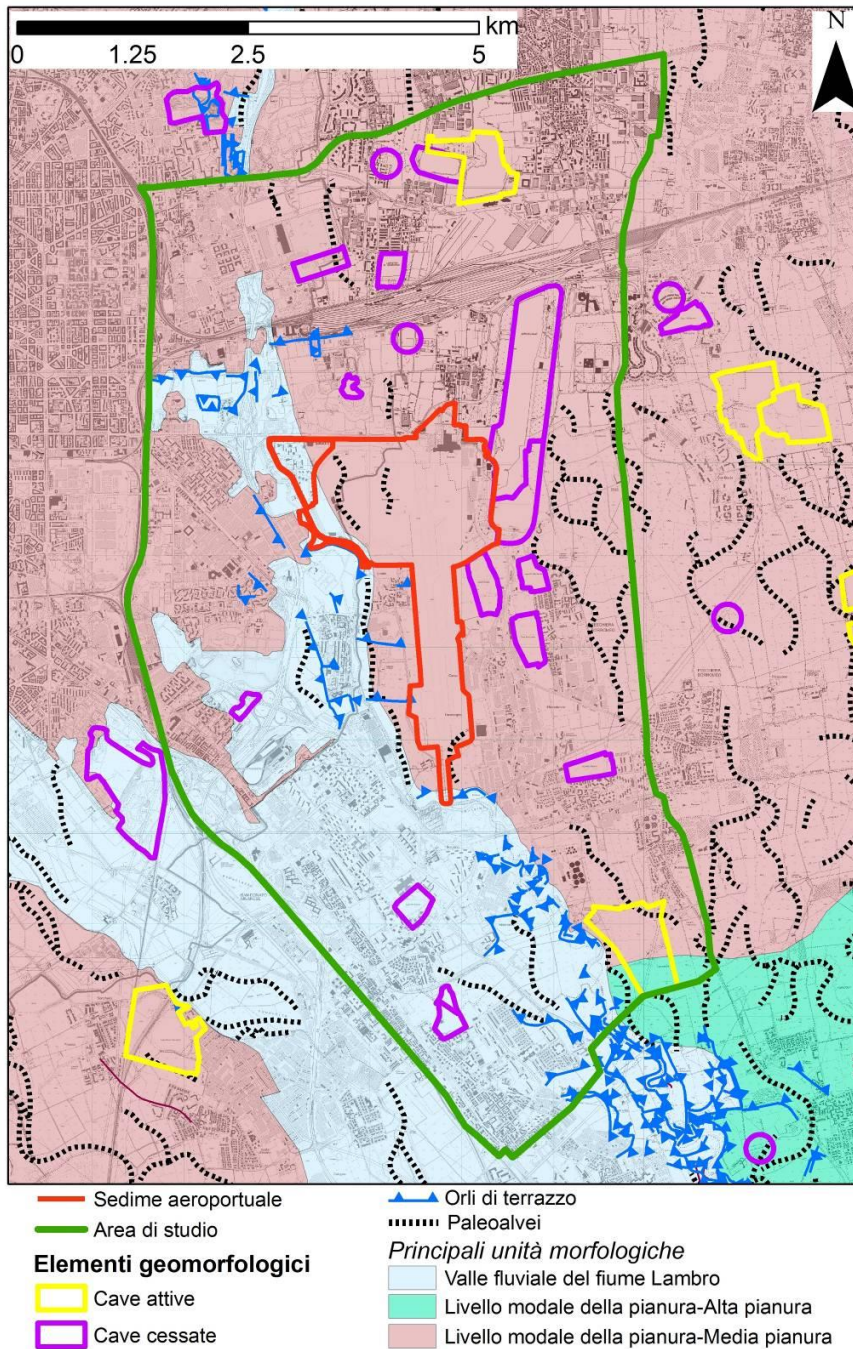 km
0 1.25 2.5 5
N
Sedime aeroportuale
Area di studio
Elementi geomorfologici
Cave attive
Cave cessate
Orli di terrazzo
Paleoalvei
Principali unità morfologiche
Valle fluviale del fiume Lambro
Livello modale della pianura-Alta pianura
Livello modale della pianura-Media pianura